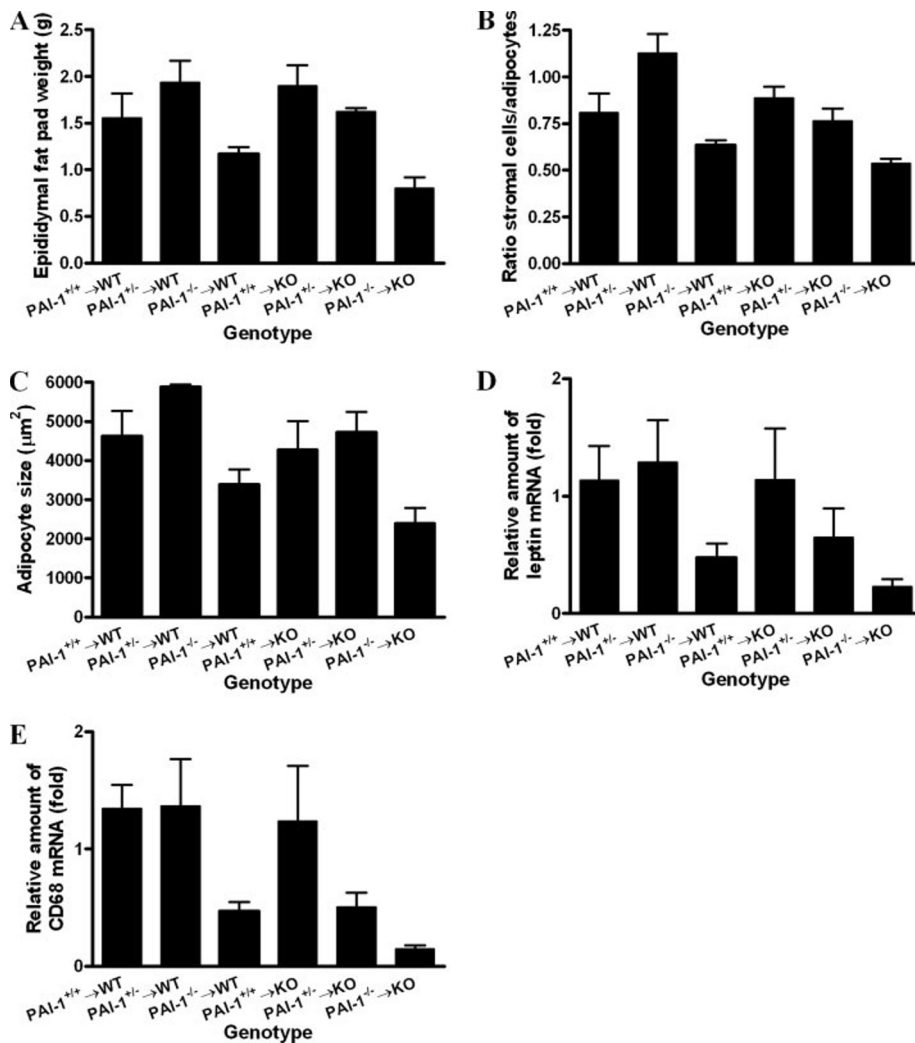 A
Epididymal fat pad weight (g)
2.5
2.0
1.5
1.0
0.5
0.0
PAI-1+/+→WT
PAI-1+/-→WT
PAI-1-/-→WT
PAI-1+/+→KO
PAI-1+/-→KO
PAI-1-/-→KO
Genotype
B
Ratio stromal cells/adipocytes
1.25
1.00
0.75
0.50
0.25
0.00
PAI-1+/+→WT
PAI-1+/-→WT
PAI-1-/-→WT
PAI-1+/+→KO
PAI-1+/-→KO
PAI-1-/-→KO
Genotype
C
Adipocyte size (μm²)
6000
5000
4000
3000
2000
1000
0
PAI-1+/+→WT
PAI-1+/-→WT
PAI-1-/-→WT
PAI-1+/+→KO
PAI-1+/-→KO
PAI-1-/-→KO
Genotype
D
Relative amount of
leptin mRNA (fold)
2
1
0
PAI-1+/+→WT
PAI-1+/-→WT
PAI-1-/-→WT
PAI-1+/+→KO
PAI-1+/-→KO
PAI-1-/-→KO
Genotype
E
Relative amount of
CD68 mRNA (fold)
2
1
0
PAI-1+/+→WT
PAI-1+/-→WT
PAI-1-/-→WT
PAI-1+/+→KO
PAI-1+/-→KO
PAI-1-/-→KO
Genotype